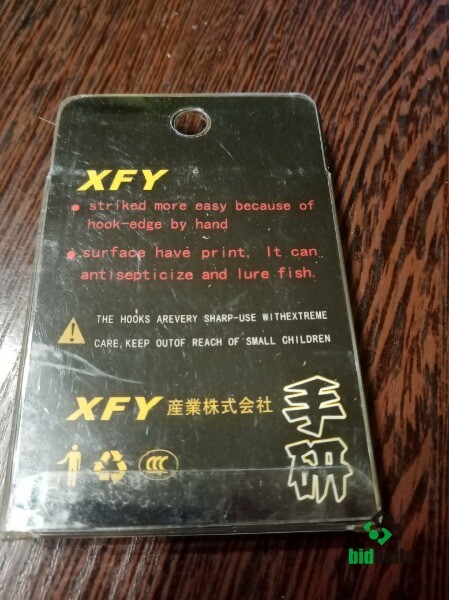 XFY
striked more easy because of
hook-edge by hand
surface have print, It can
antisepticize and lure fish.
THE HOOKS AREVERY SHARP-USE WITHEXTREME
CARE,KEEP OUTOF REACH OF SMALL CHILDREN
XFY 産業株式会社
手研
CCC
bid